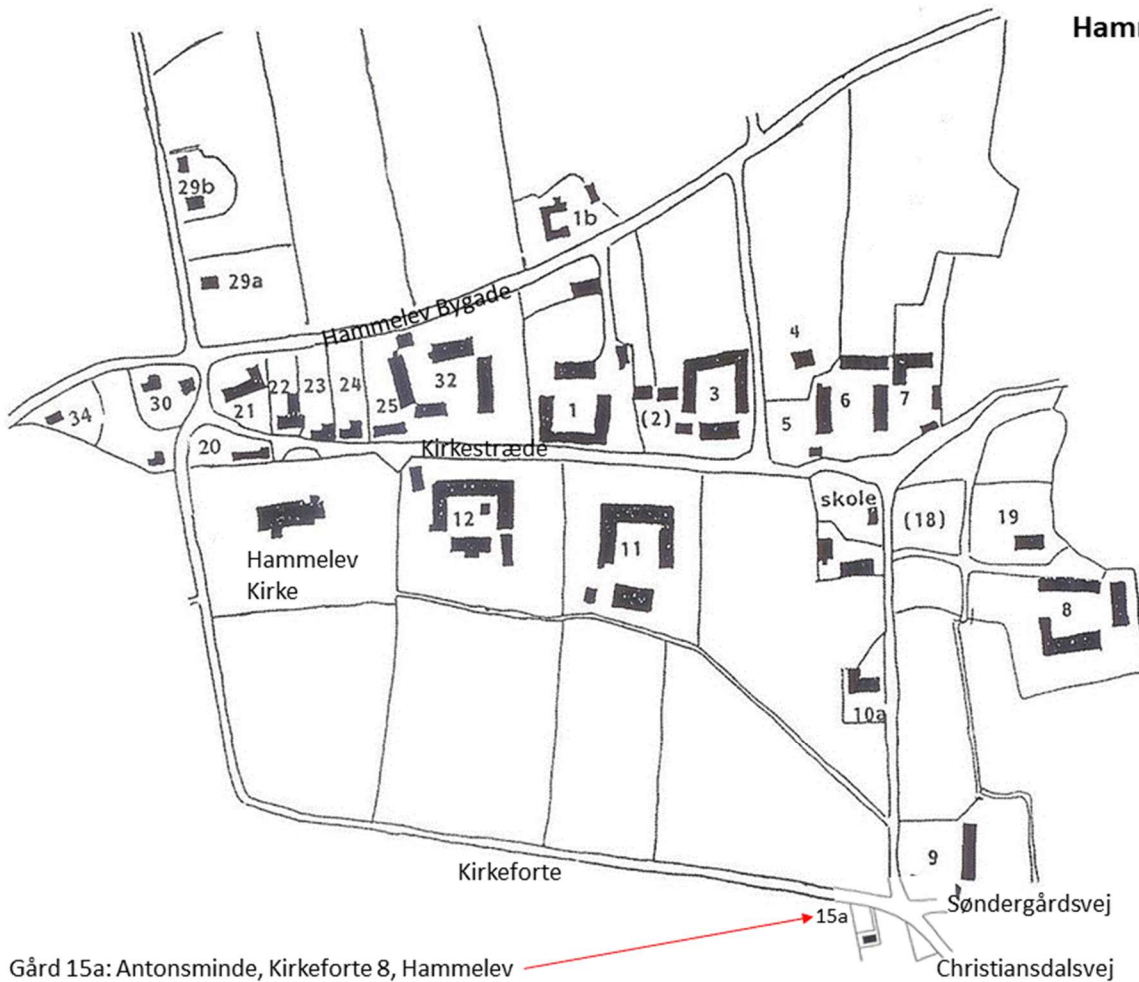 Hamm
29b
1b
29a
Hammelev Bygade
4
30
34
21
22
23
24
25
32
1
(2)
3
5
6
7
20
Kirkestræde
skole
(18)
19
12
11
Hammelev
Kirke
8
10a
9
Kirkeforte
15a
Søndergårdsvej
Gård 15a: Antonsminde, Kirkeforte 8, Hammelev
Christiansdalsvej